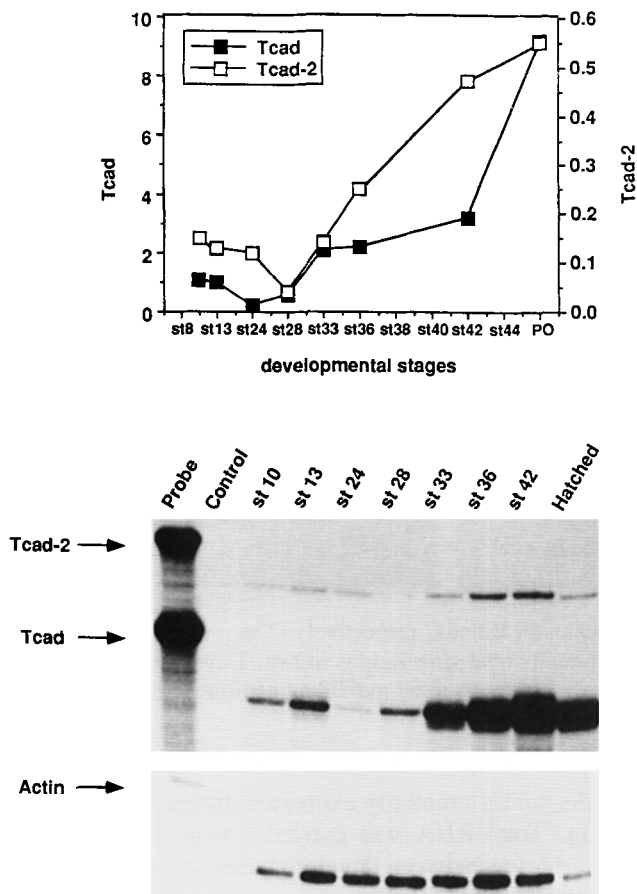 Tcad
Tcad-2
10
8
6
4
2
0
Tcad
0.6
0.5
0.4
0.3
0.2
0.1
0.0
Tcad-2
st8 st13 st24 st28 st33 st36 st38 st40 st42 st44 PO
developmental stages
Probe Control st 10 st 13 st 24 st 28 st 33 st 36 st 42 Hatched
Tcad-2
Tcad
Actin